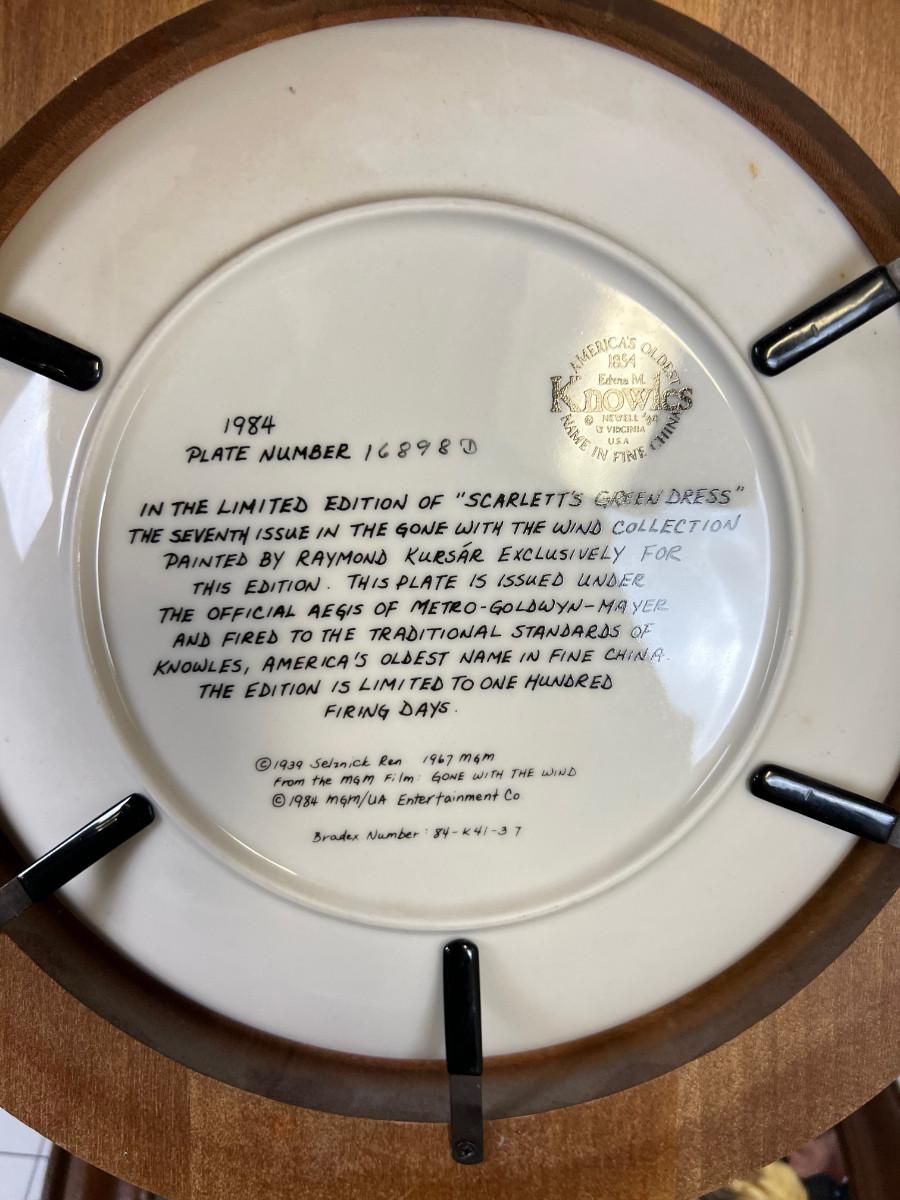 AMERICA'S OLDEST
1854
Edwin M.
Knowles
© NEWELL '84
W VIRGINIA
U.S.A
NAME IN FINE CHINA
1984
PLATE NUMBER 16898D
IN THE LIMITED EDITION OF "SCARLETT'S GREEN DRESS"
THE SEVENTH ISSUE IN THE GONE WITH THE WIND COLLECTION
PAINTED BY RAYMOND KURSÁR EXCLUSIVELY FOR
THIS EDITION. THIS PLATE IS ISSUED UNDER
THE OFFICIAL AEGIS OF METRO-GOLDWYN-MAYER
AND FIRED TO THE TRADITIONAL STANDARDS OF
KNOWLES, AMERICA'S OLDEST NAME IN FINE CHINA.
THE EDITION IS LIMITED TO ONE HUNDRED
FIRING DAYS.
© 1939 Selznick Ren 1967 MGM
From the MGM Film: GONE WITH THE WIND
© 1984 MGM/UA Entertainment Co
Bradex Number: 84-K41-3 7